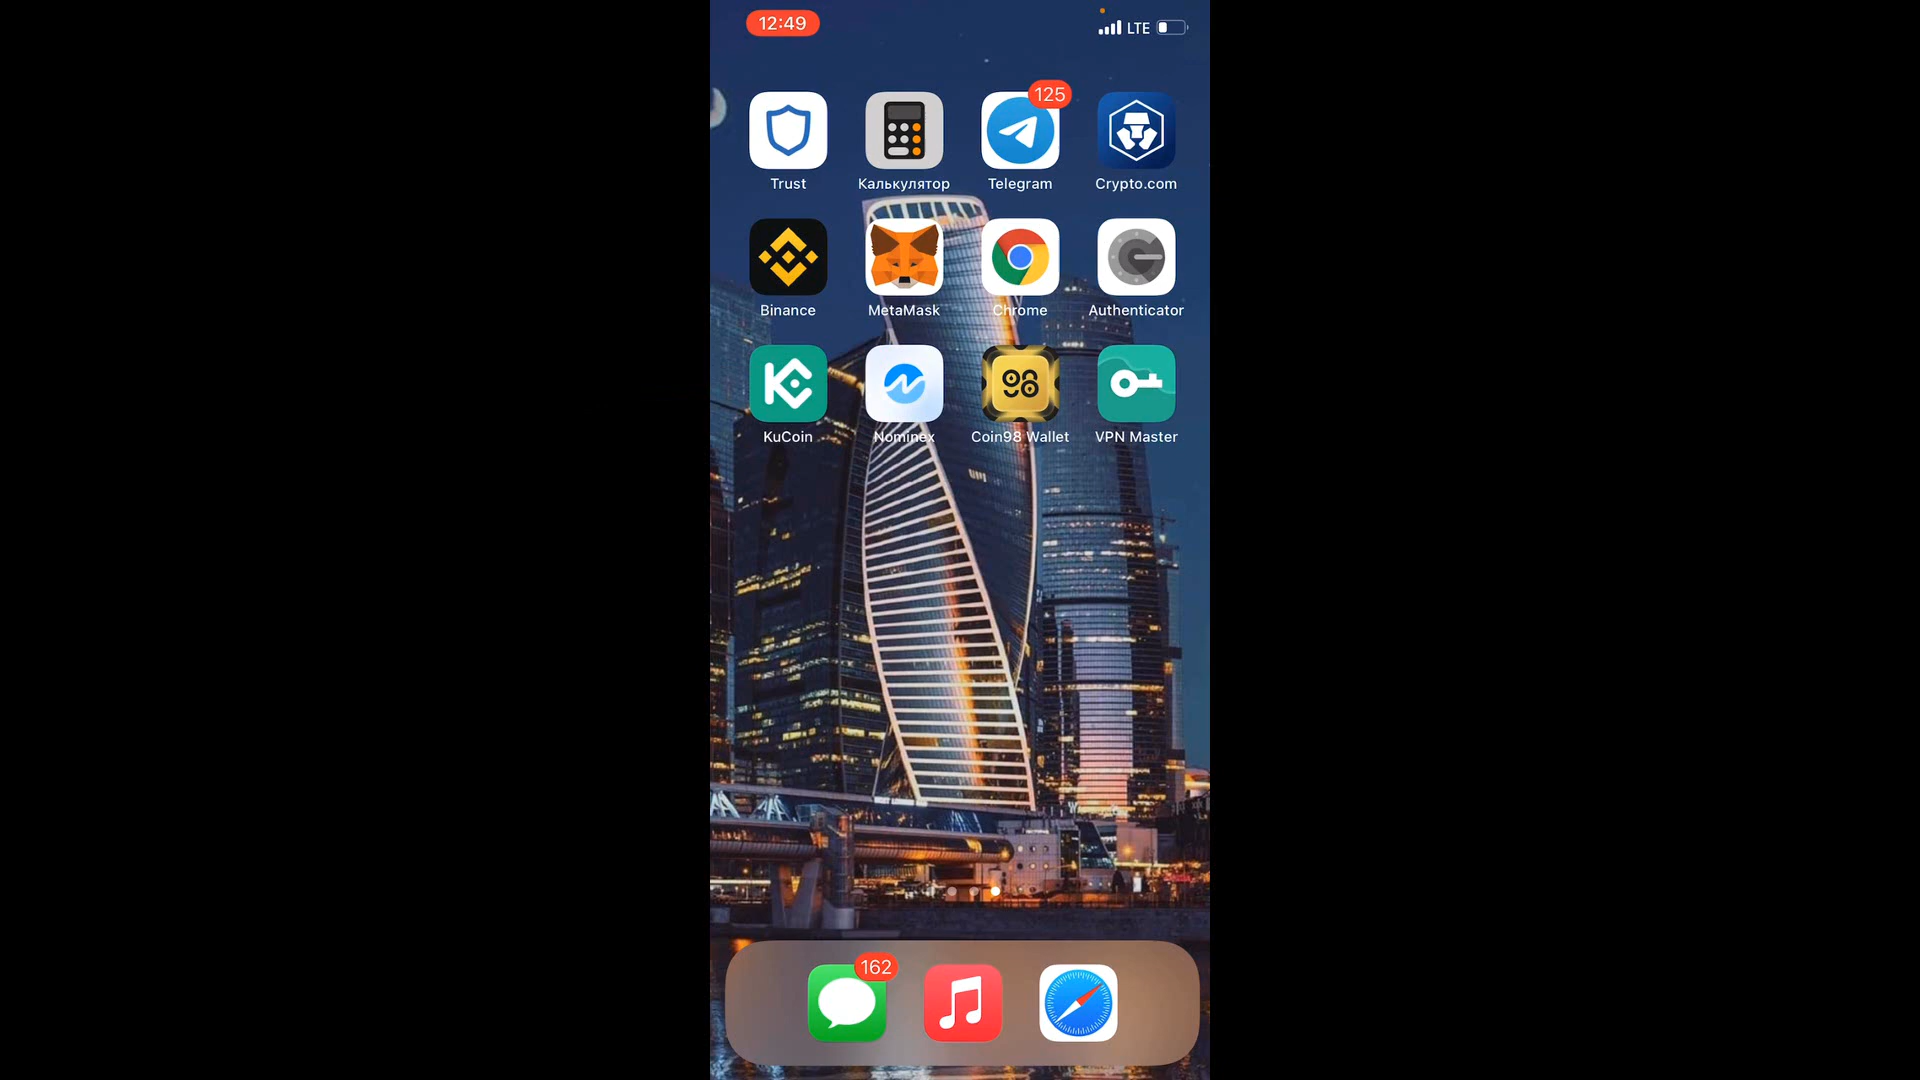 12:49
LTE
125
Trust
Калькулятор
Telegram
Crypto.com
Binance
MetaMask
Chrome
Authenticator
98
KuCoin
Nominex
Coin98 Wallet
VPN Master
162